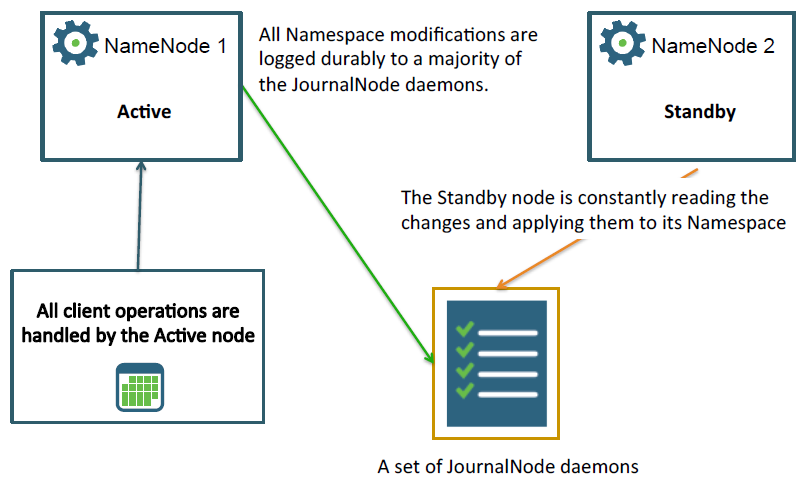 NameNode 1
Active
All Namespace modifications are
logged durably to a majority of
the JournalNode daemons.
NameNode 2
Standby
The Standby node is constantly reading the
changes and applying them to its Namespace
All client operations are
handled by the Active node
A set of JournalNode daemons